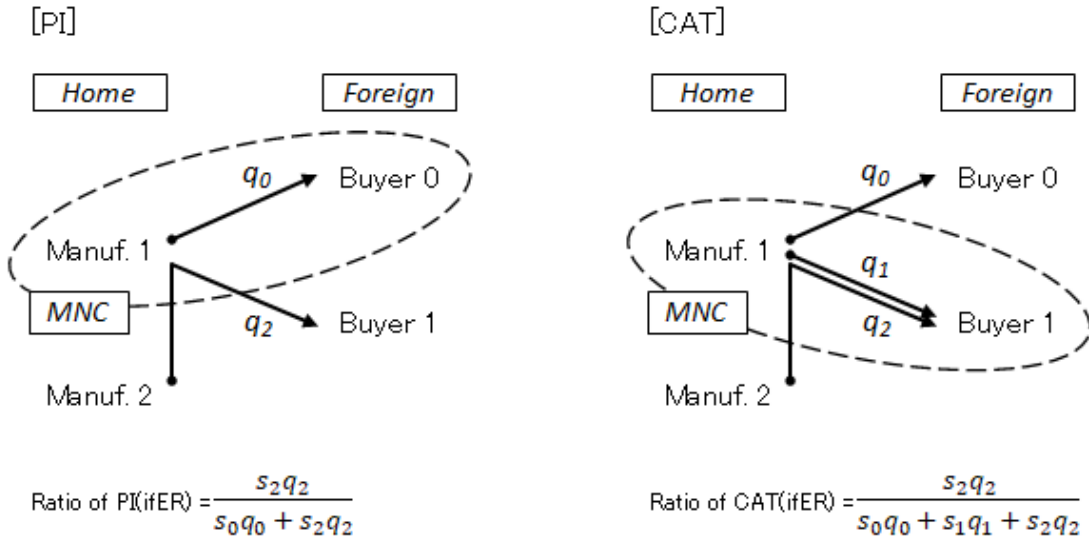 [PI]
Home
Foreign
q₀
Buyer 0
Manuf. 1
MNC
q₂
Buyer 1
Manuf. 2
Ratio of PI(ifER) = s₂q₂ / (s₀q₀ + s₂q₂)
[CAT]
Home
Foreign
q₀
Buyer 0
Manuf. 1
q₁
MNC
q₂
Buyer 1
Manuf. 2
Ratio of CAT(ifER) = s₂q₂ / (s₀q₀ + s₁q₁ + s₂q₂)